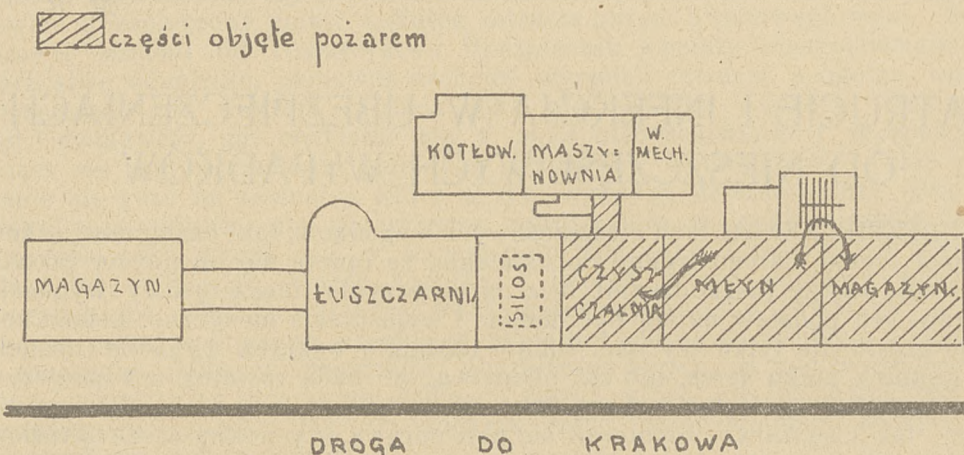 części objęte pożarem
KOTŁOW.
MASZY=
NOWNIA
W.
MECH.
MAGAZYN.
ŁUSZCZARNIA
SILOS
CZYSZ-
CZALNIA
MŁYN
MAGAZYN.
DROGA DO KRAKOWA